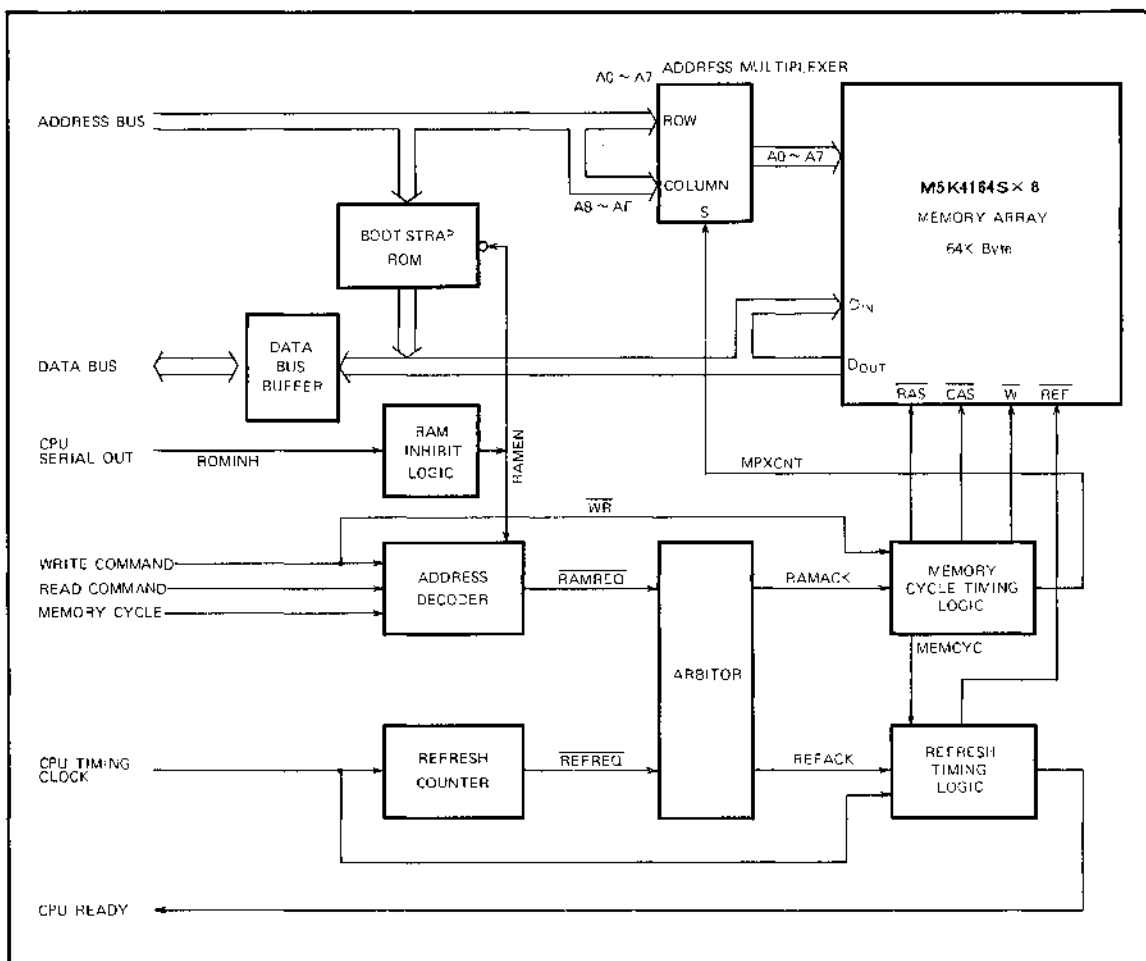 ADDRESS MULTIPLEXER
A0 ~ A7
ADDRESS BUS
ROW
A0 ~ A7
COLUMN
A8 ~ AF
S
M5K4164S × 8
MEMORY ARRAY
64K Byte
BOOT STRAP
ROM
DIN
DATA
BUS
BUFFER
DATA BUS
DOUT
RAS
CAS
W
REF
CPU
SERIAL OUT
ROMINH
RAM
INHIBIT
LOGIC
RAMEN
MPXCNT
WR
WRITE COMMAND
READ COMMAND
MEMORY CYCLE
ADDRESS
DECODER
RAMREQ
RAMACK
MEMORY
CYCLE TIMING
LOGIC
MEMCYC
ARBITOR
CPU TIMING
CLOCK
REFRESH
COUNTER
REFREQ
REFACK
REFRESH
TIMING
LOGIC
CPU READY